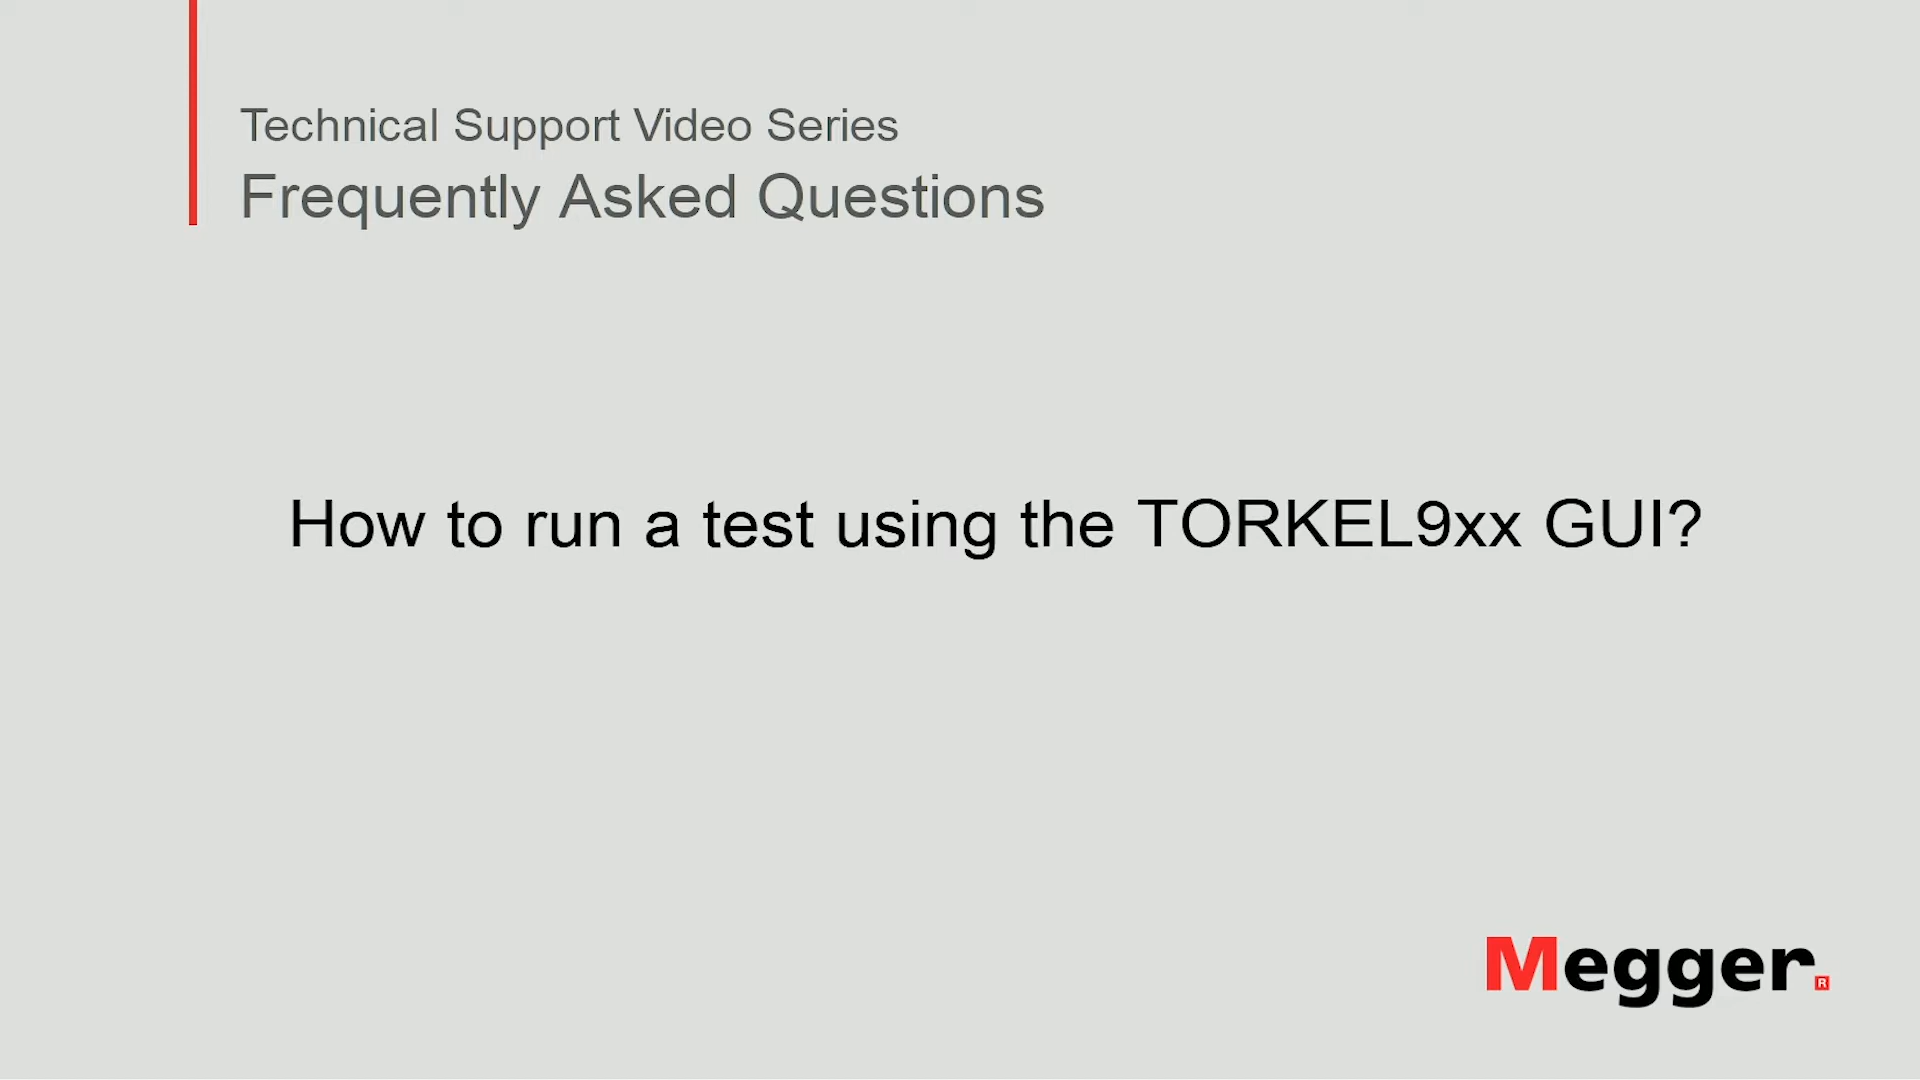 Technical Support Video Series
Frequently Asked Questions
How to run a test using the TORKEL9xx GUI?
Megger®